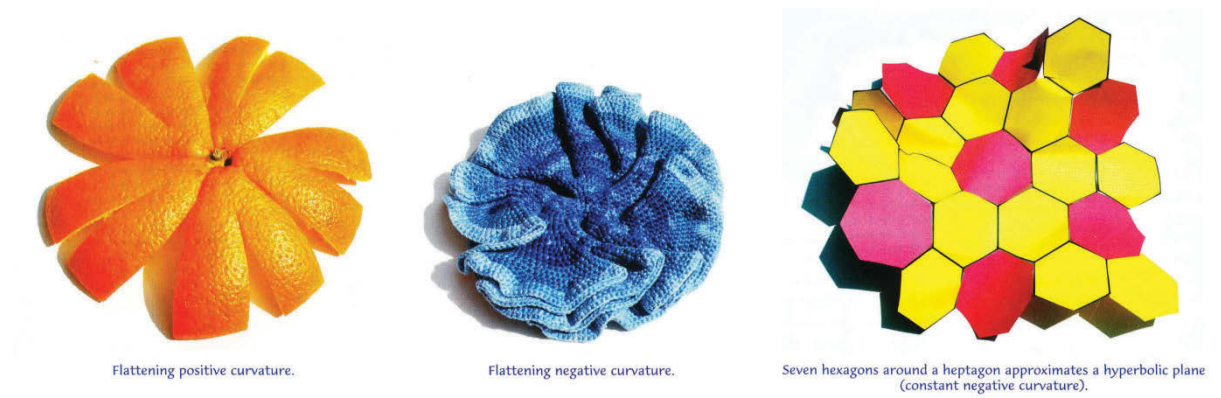 Flattening positive curvature.
Flattening negative curvature.
Seven hexagons around a heptagon approximates a hyperbolic plane
(constant negative curvature).